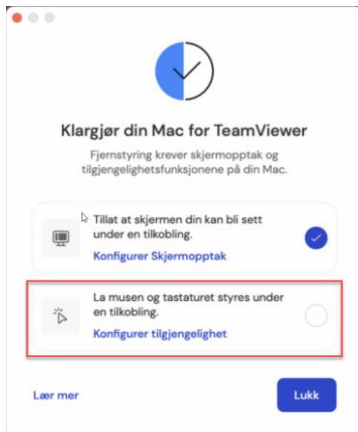 Klargjør din Mac for TeamViewer
Fjernstyring krever skjermopptak og
tilgjengelighetsfunksjonene på din Mac.
Tillat at skjermen din kan bli sett
under en tilkobling.
Konfigurer Skjermopptak
La musen og tastaturet styres under
en tilkobling.
Konfigurer tilgjengelighet
Lær mer
Lukk